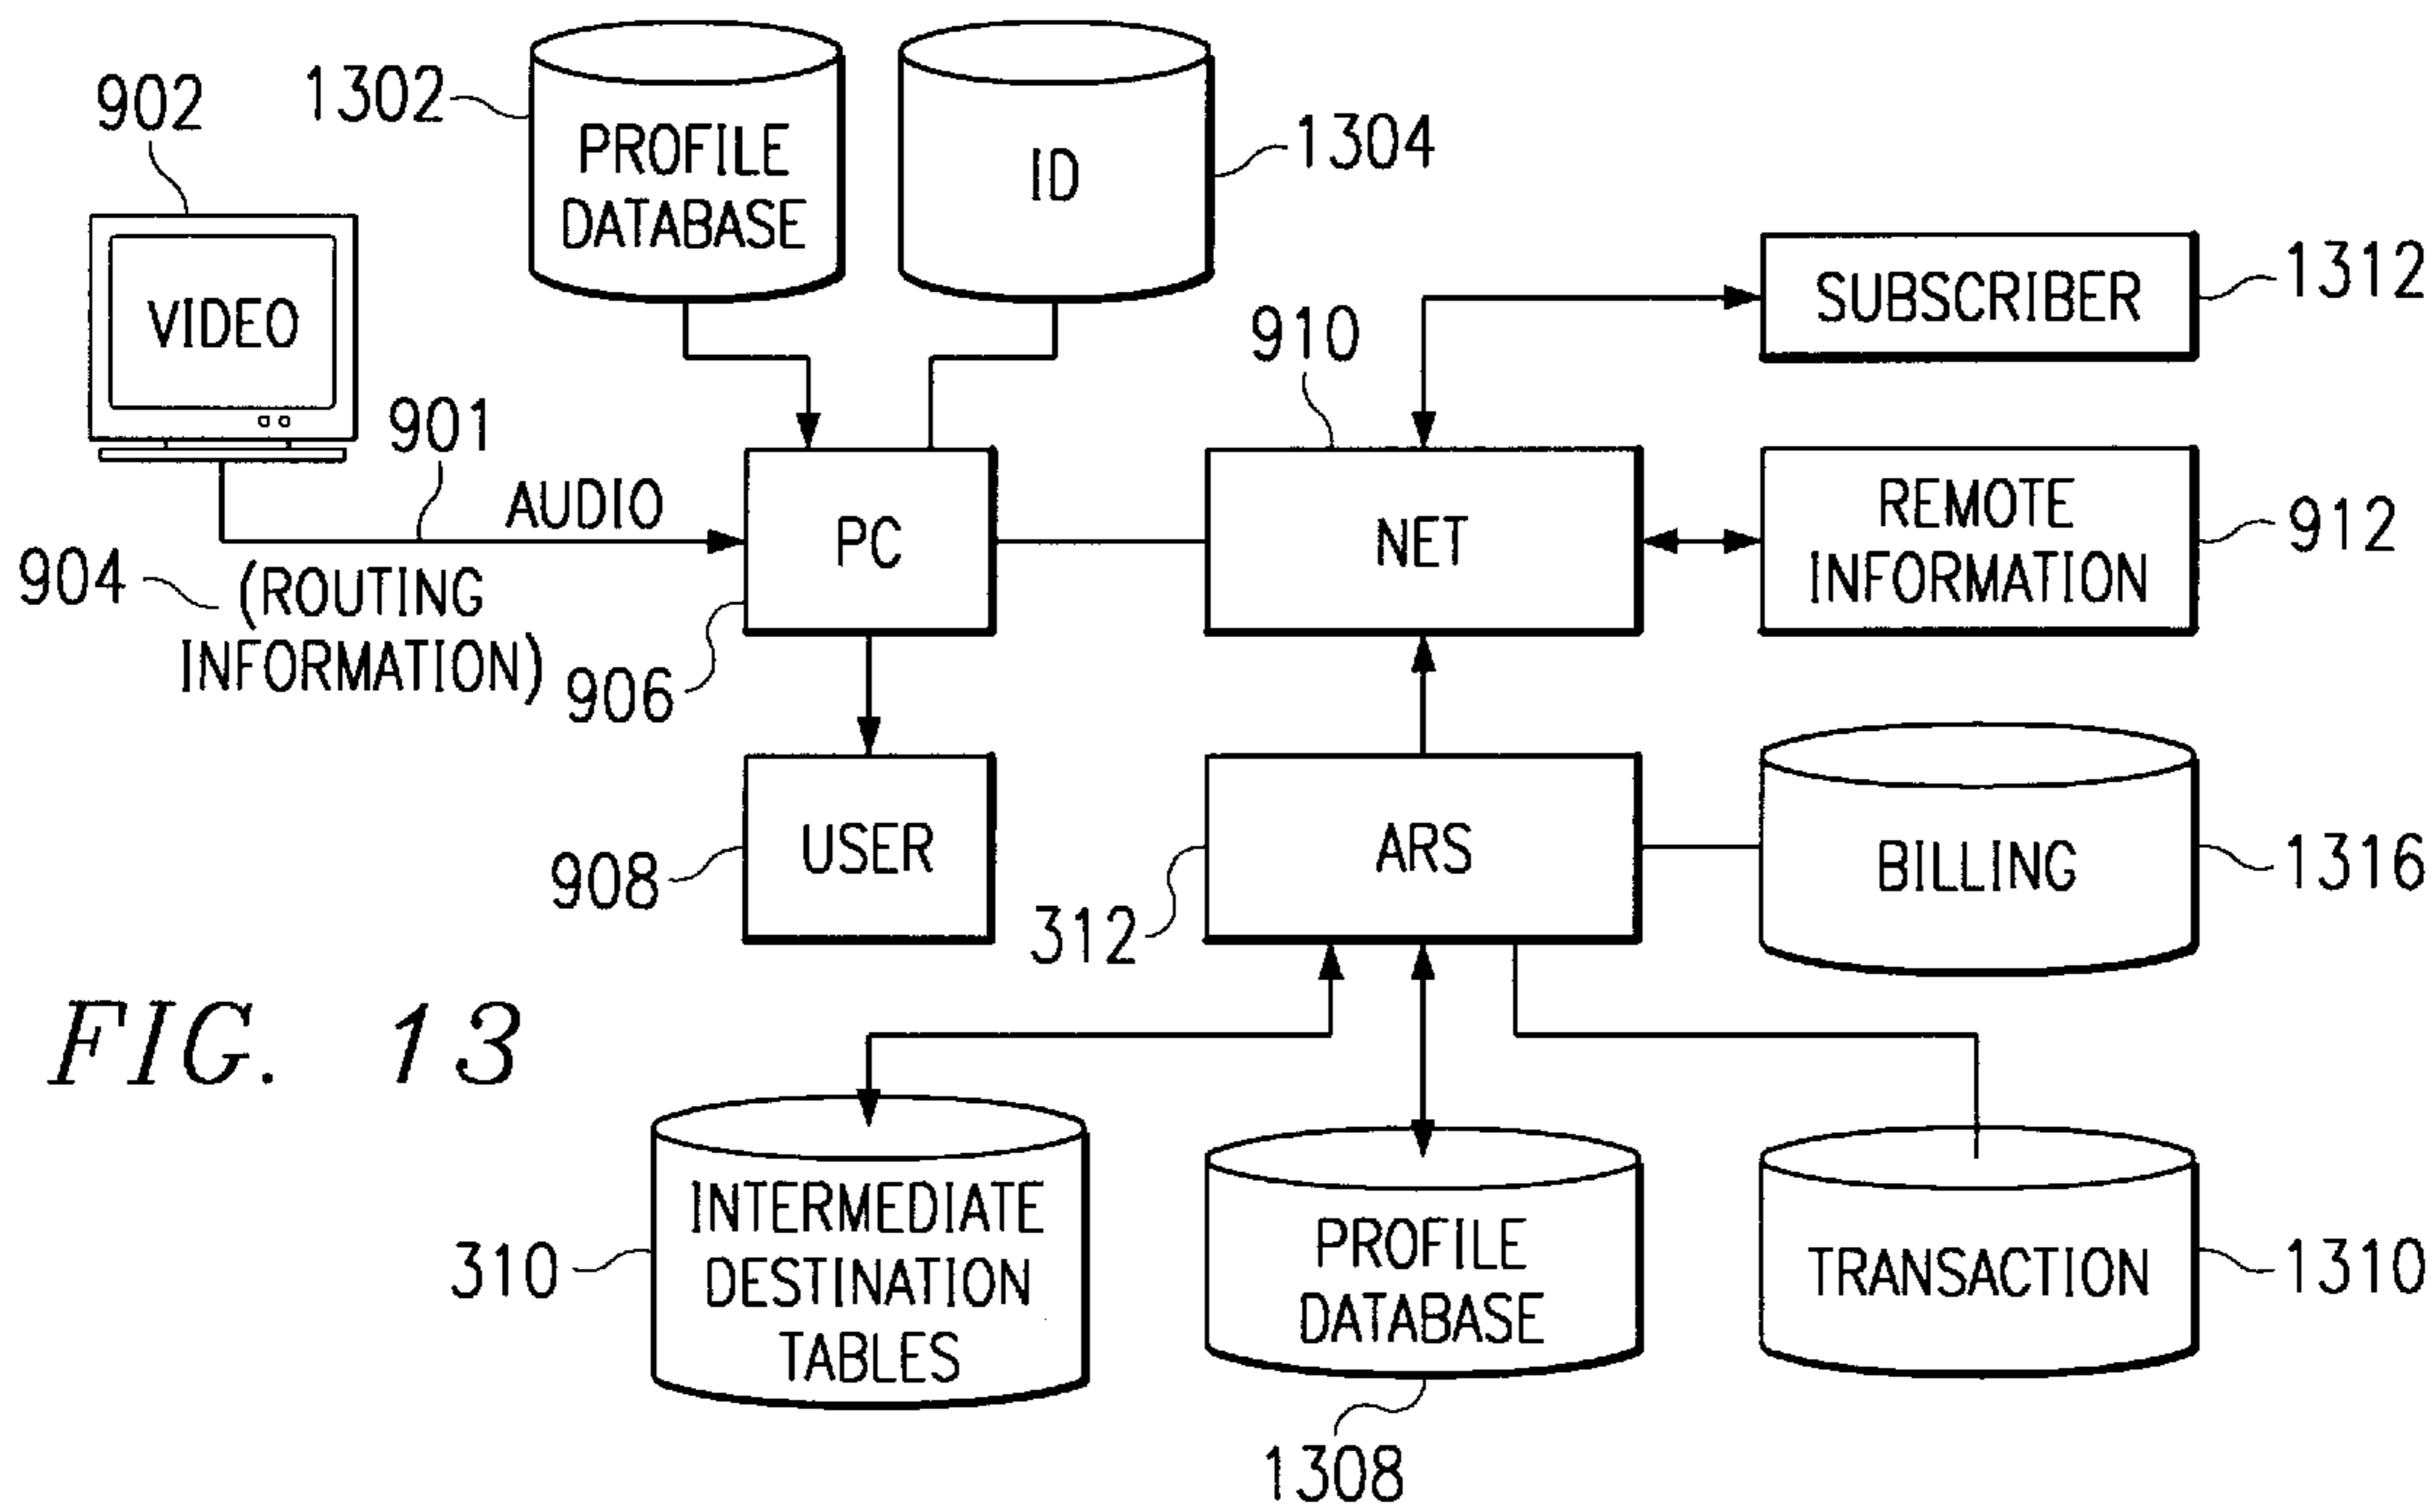 902
1302
PROFILE
DATABASE
ID
1304
VIDEO
SUBSCRIBER
1312
910
901
AUDIO
904
(ROUTING
INFORMATION)
PC
906
NET
REMOTE
INFORMATION
912
USER
908
ARS
312
BILLING
1316
FIG. 13
INTERMEDIATE
DESTINATION
TABLES
310
PROFILE
DATABASE
1308
TRANSACTION
1310